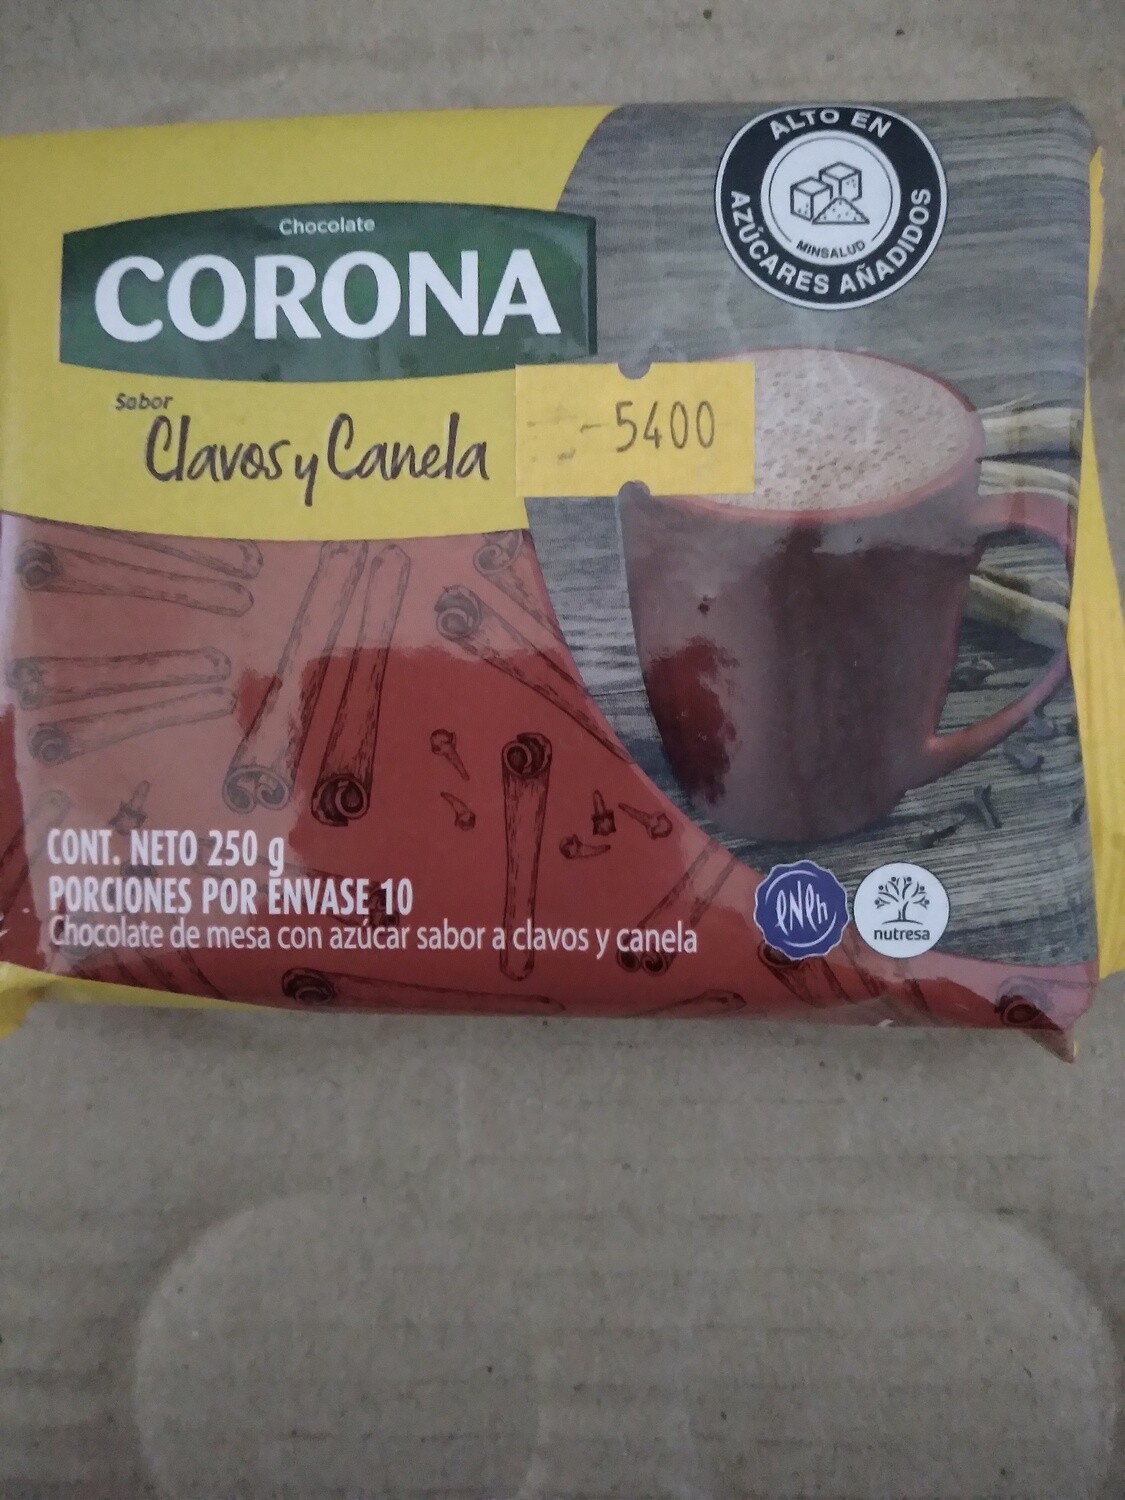 ALTO EN
AZÚCARES AÑADIDOS
MINSALUD
Chocolate
CORONA
Sabor
Clavos y Canela
-5400
CONT. NETO 250 g
PORCIONES POR ENVASE 10
Chocolate de mesa con azúcar sabor a clavos y canela
nutresa